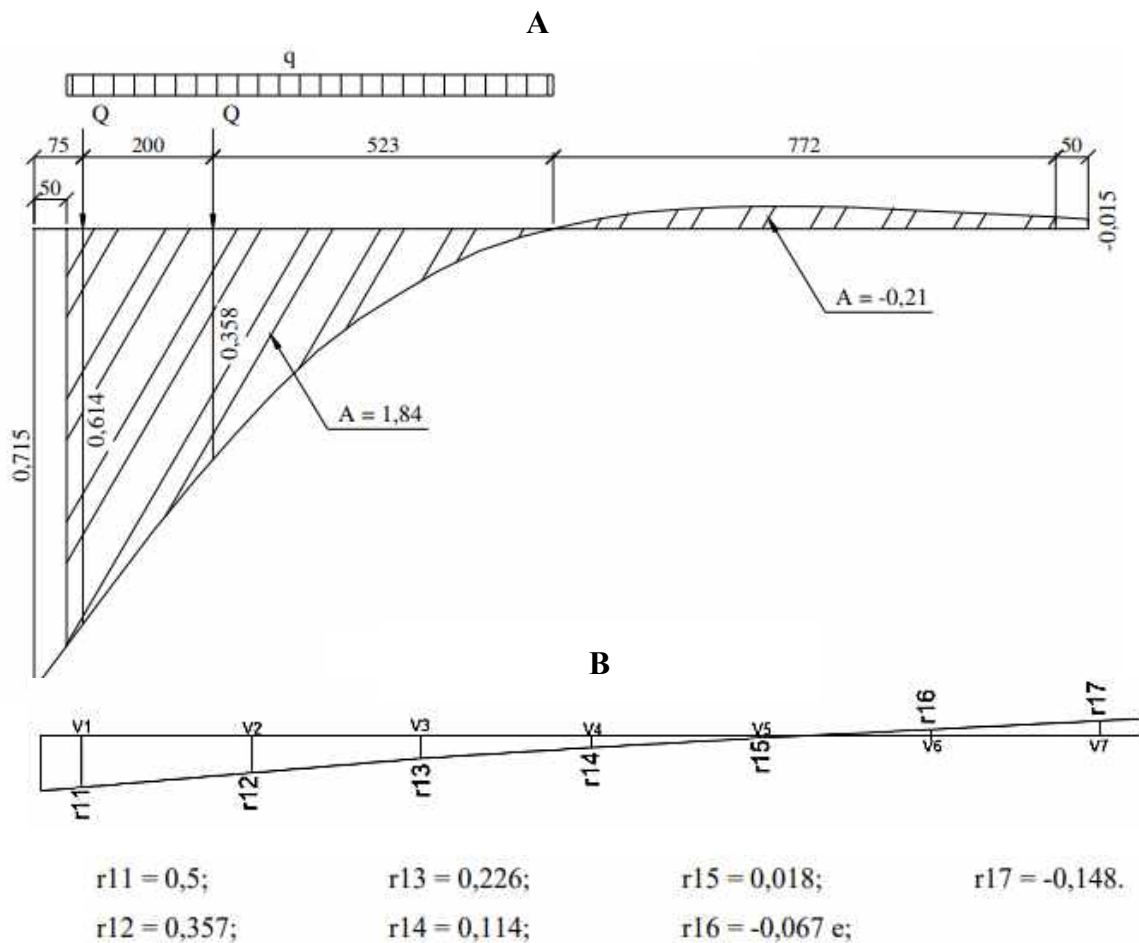 A
q
Q Q
75 200 523 772 50
50
-0,015
A = -0,21
0,358
0,614
A = 1,84
0,715
B
V1 V2 V3 V4 V5 r16 r17
r11 r12 r13 r14 r15 V6 V7
r11 = 0,5; r13 = 0,226; r15 = 0,018; r17 = -0,148.
r12 = 0,357; r14 = 0,114; r16 = -0,067 e;